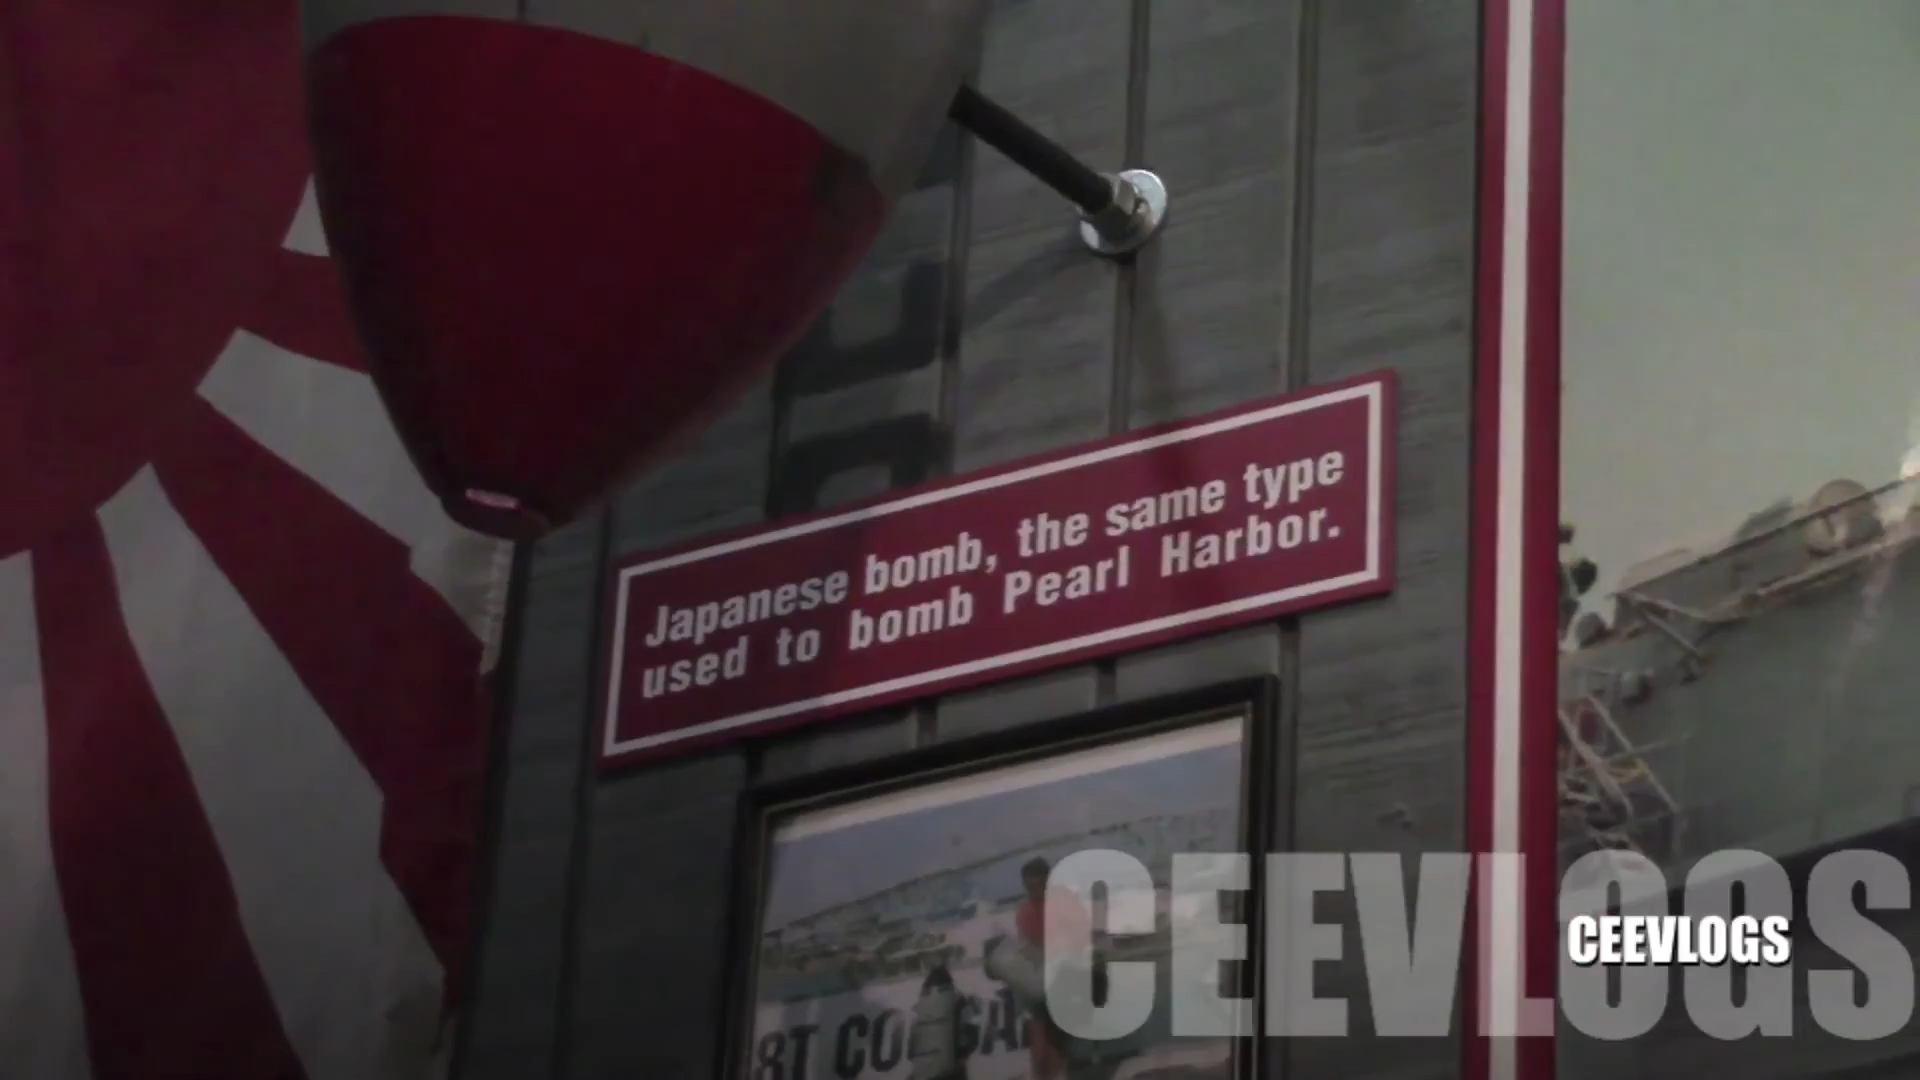 Japanese bomb, the same type
used to bomb Pearl Harbor.
CEEVLOGS
CEEVLOGS